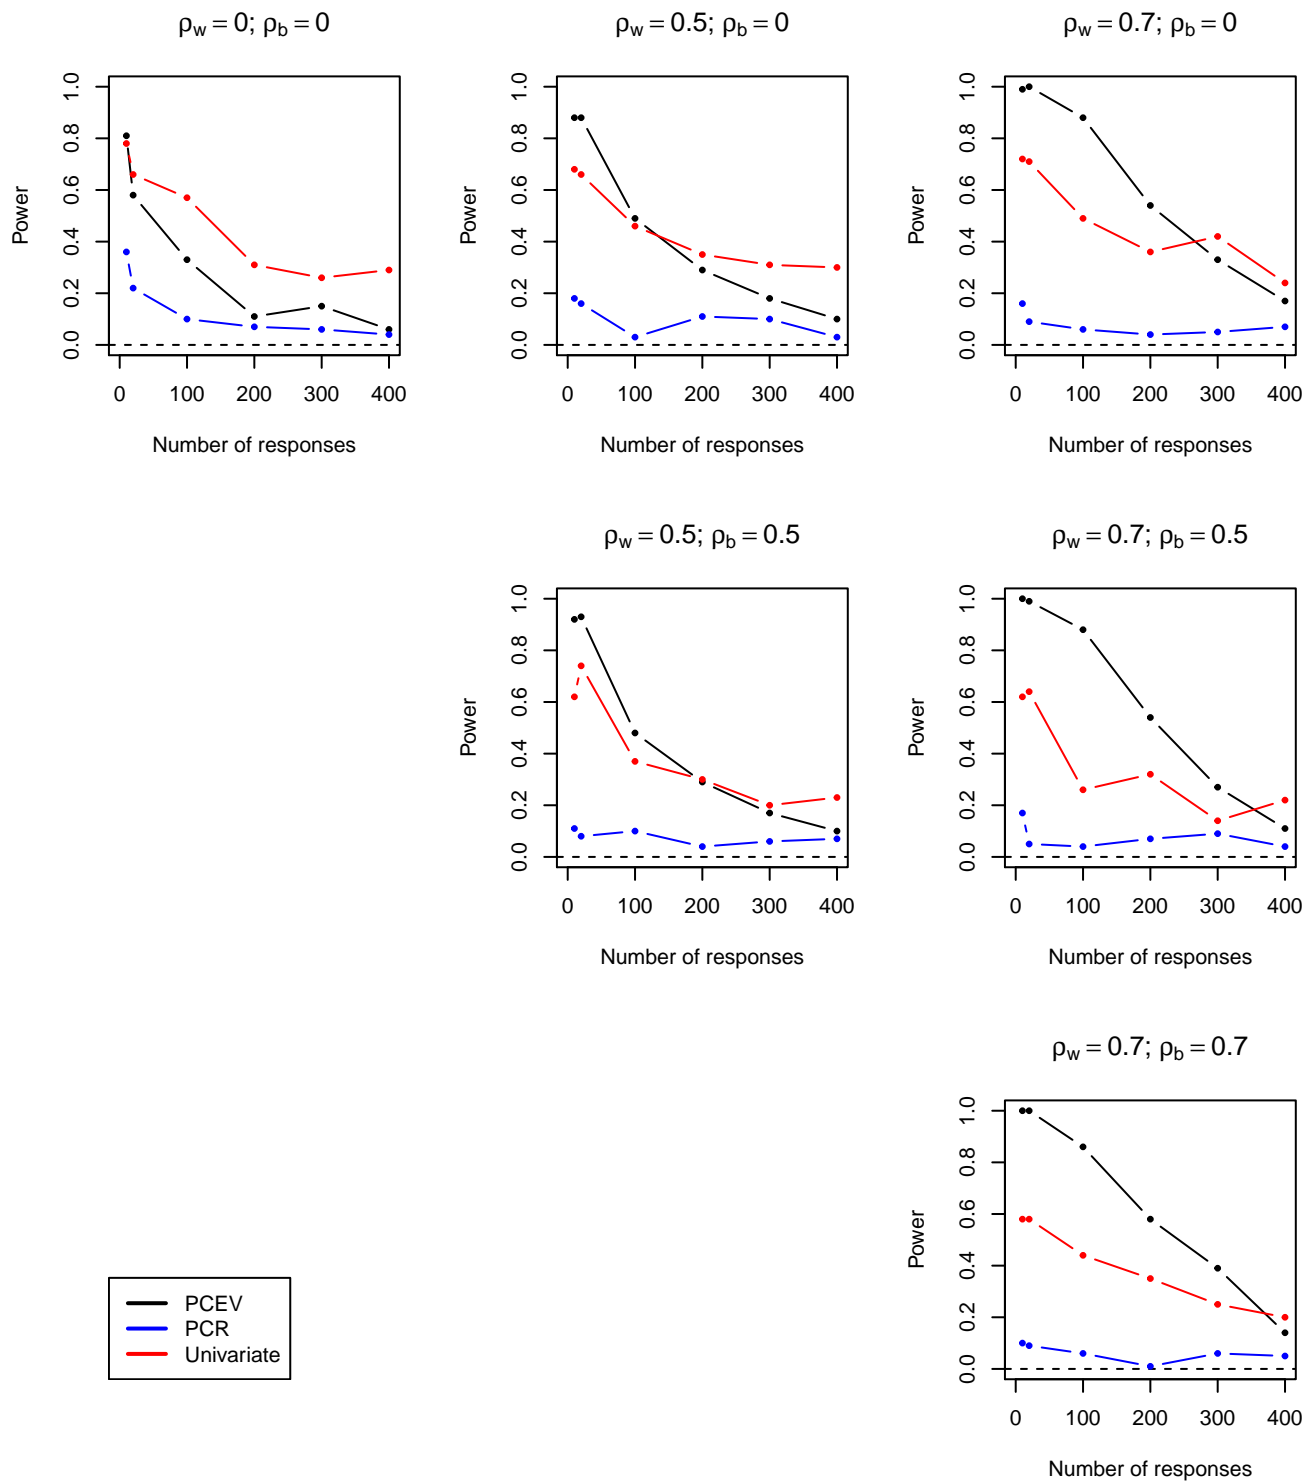 ρw = 0; ρb = 0
Power
0.0 0.2 0.4 0.6 0.8 1.0
0 100 200 300 400
Number of responses
ρw = 0.5; ρb = 0
Power
0.0 0.2 0.4 0.6 0.8 1.0
0 100 200 300 400
Number of responses
ρw = 0.7; ρb = 0
Power
0.0 0.2 0.4 0.6 0.8 1.0
0 100 200 300 400
Number of responses
ρw = 0.5; ρb = 0.5
Power
0.0 0.2 0.4 0.6 0.8 1.0
0 100 200 300 400
Number of responses
ρw = 0.7; ρb = 0.5
Power
0.0 0.2 0.4 0.6 0.8 1.0
0 100 200 300 400
Number of responses
ρw = 0.7; ρb = 0.7
Power
0.0 0.2 0.4 0.6 0.8 1.0
0 100 200 300 400
Number of responses
PCEV
PCR
Univariate